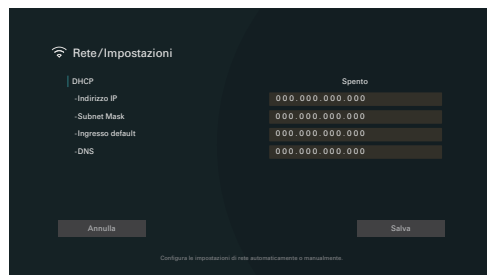 Rete/Impostazioni
DHCP Spento
-Indirizzo IP 000.000.000.000
-Subnet Mask 000.000.000.000
-Ingresso default 000.000.000.000
-DNS 000.000.000.000
Annulla Salva
Configura le impostazioni di rete automaticamente o manualmente.